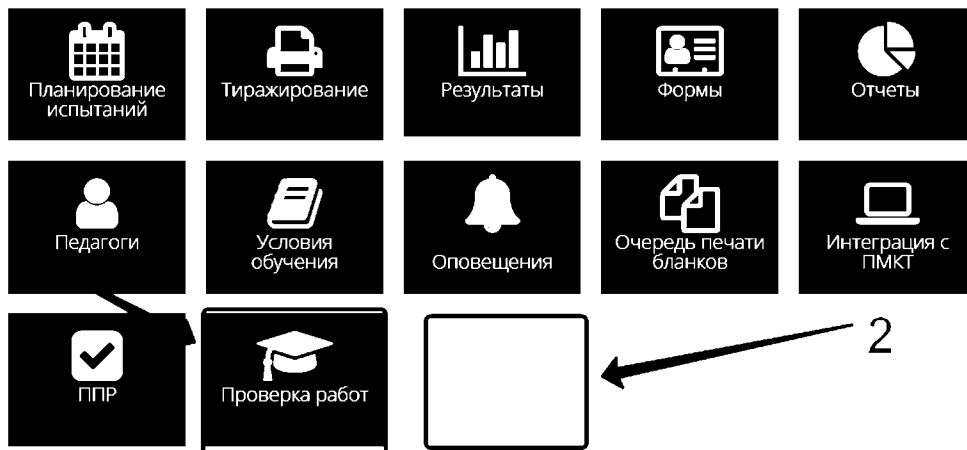 Планирование
испытаний
Тиражирование
Результаты
Формы
Отчеты
Педагоги
Условия
обучения
Оповещения
Очередь печати
бланков
Интеграция с
ПМКТ
ППР
Проверка работ
2